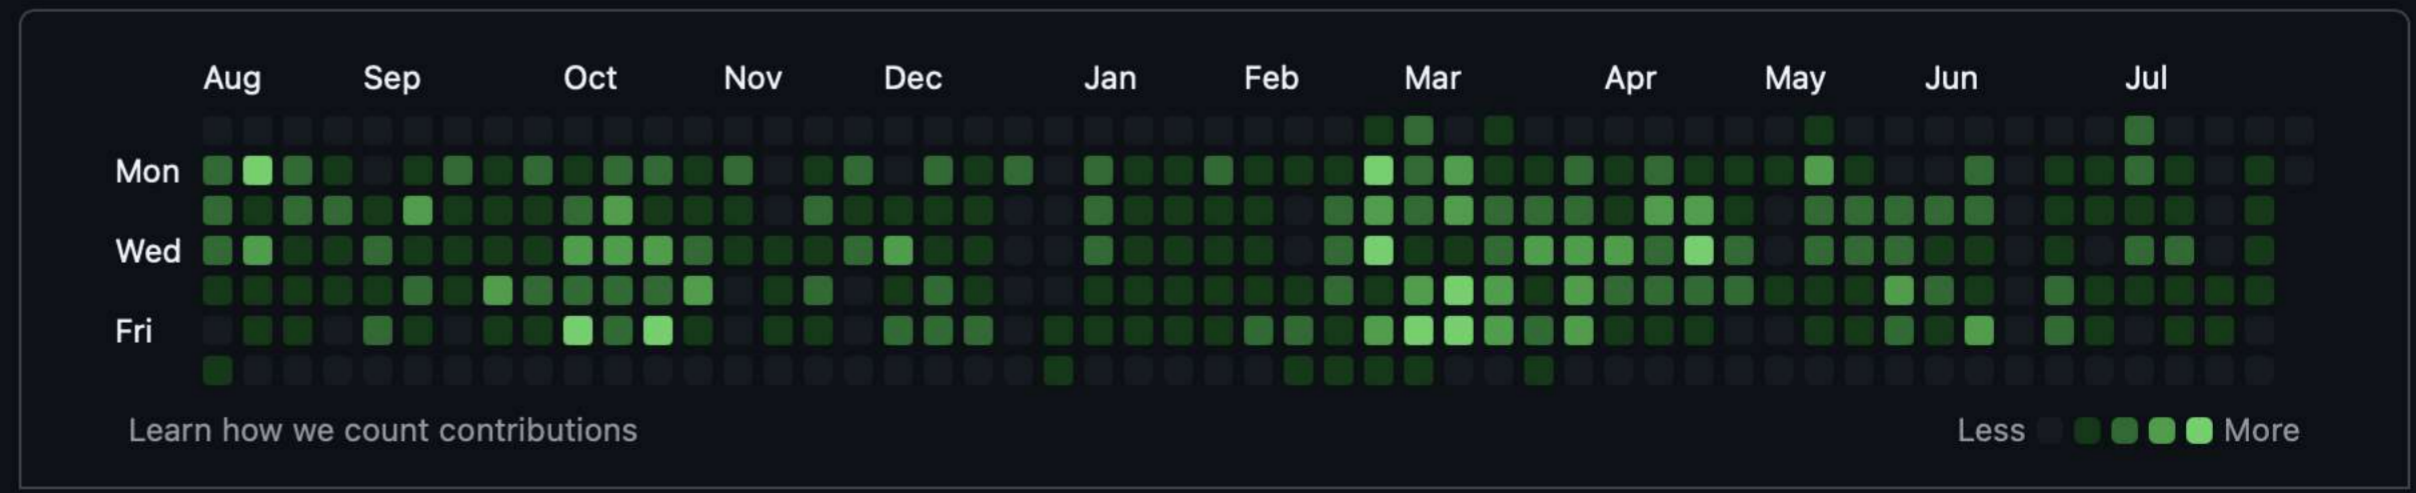 Aug Sep Oct Nov Dec Jan Feb Mar Apr May Jun Jul
Mon
Wed
Fri
Learn how we count contributions
Less More